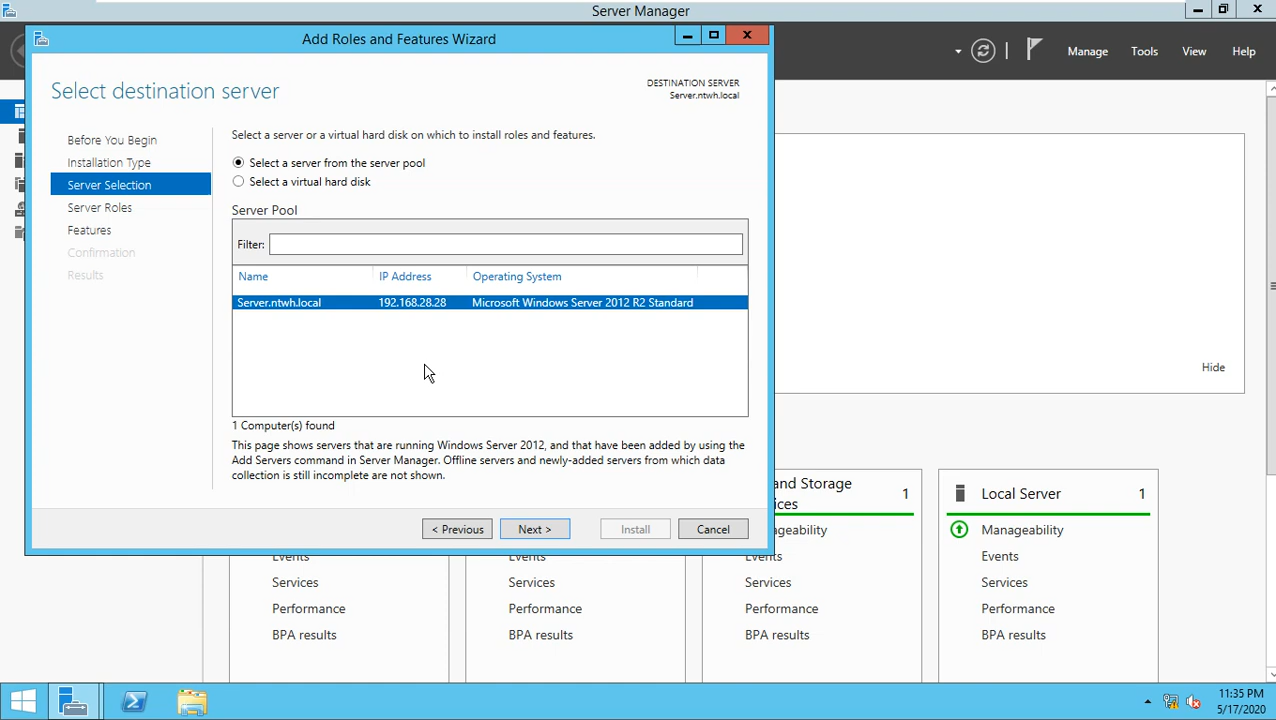 Server Manager
Manage
Tools
View
Help
Add Roles and Features Wizard
Select destination server
DESTINATION SERVER
Server.ntwh.local
Before You Begin
Installation Type
Server Selection
Server Roles
Features
Confirmation
Results
Select a server or a virtual hard disk on which to install roles and features.
Select a server from the server pool
Select a virtual hard disk
Server Pool
Filter:
Name IP Address Operating System
Server.ntwh.local 192.168.28.28 Microsoft Windows Server 2012 R2 Standard
1 Computer(s) found
This page shows servers that are running Windows Server 2012, and that have been added by using the
Add Servers command in Server Manager. Offline servers and newly-added servers from which data
collection is still incomplete are not shown.
< Previous
Next >
Install
Cancel
Hide
Events
Services
Performance
BPA results
Events
Services
Performance
BPA results
and Storage 1
ices
ageability
Events
Services
Performance
BPA results
Local Server 1
Manageability
Events
Services
Performance
BPA results
11:35 PM
5/17/2020